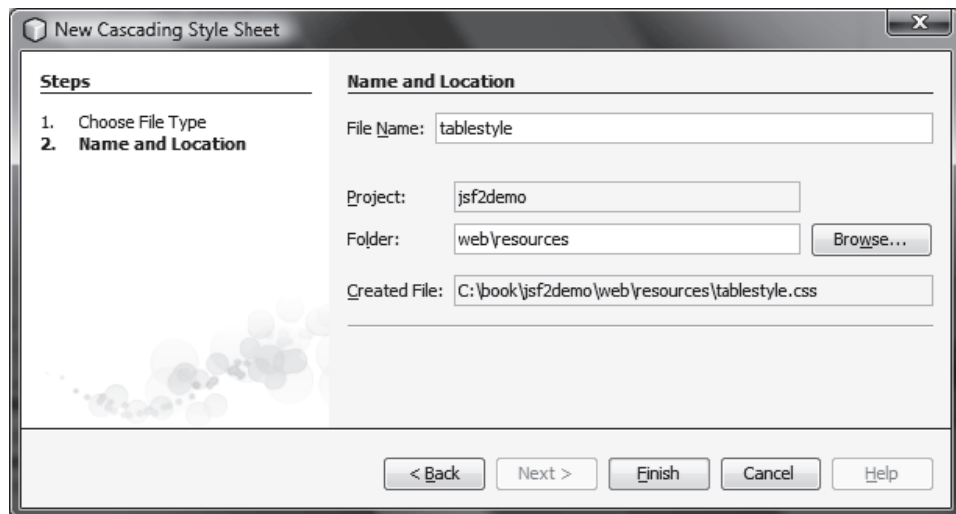 New Cascading Style Sheet
Steps
1. Choose File Type
2. Name and Location
Name and Location
File Name: tablestyle
Project: jsf2demo
Folder: web\resources Browse...
Created File: C:\book\jsf2demo\web\resources\tablestyle.css
< Back Next > Finish Cancel Help